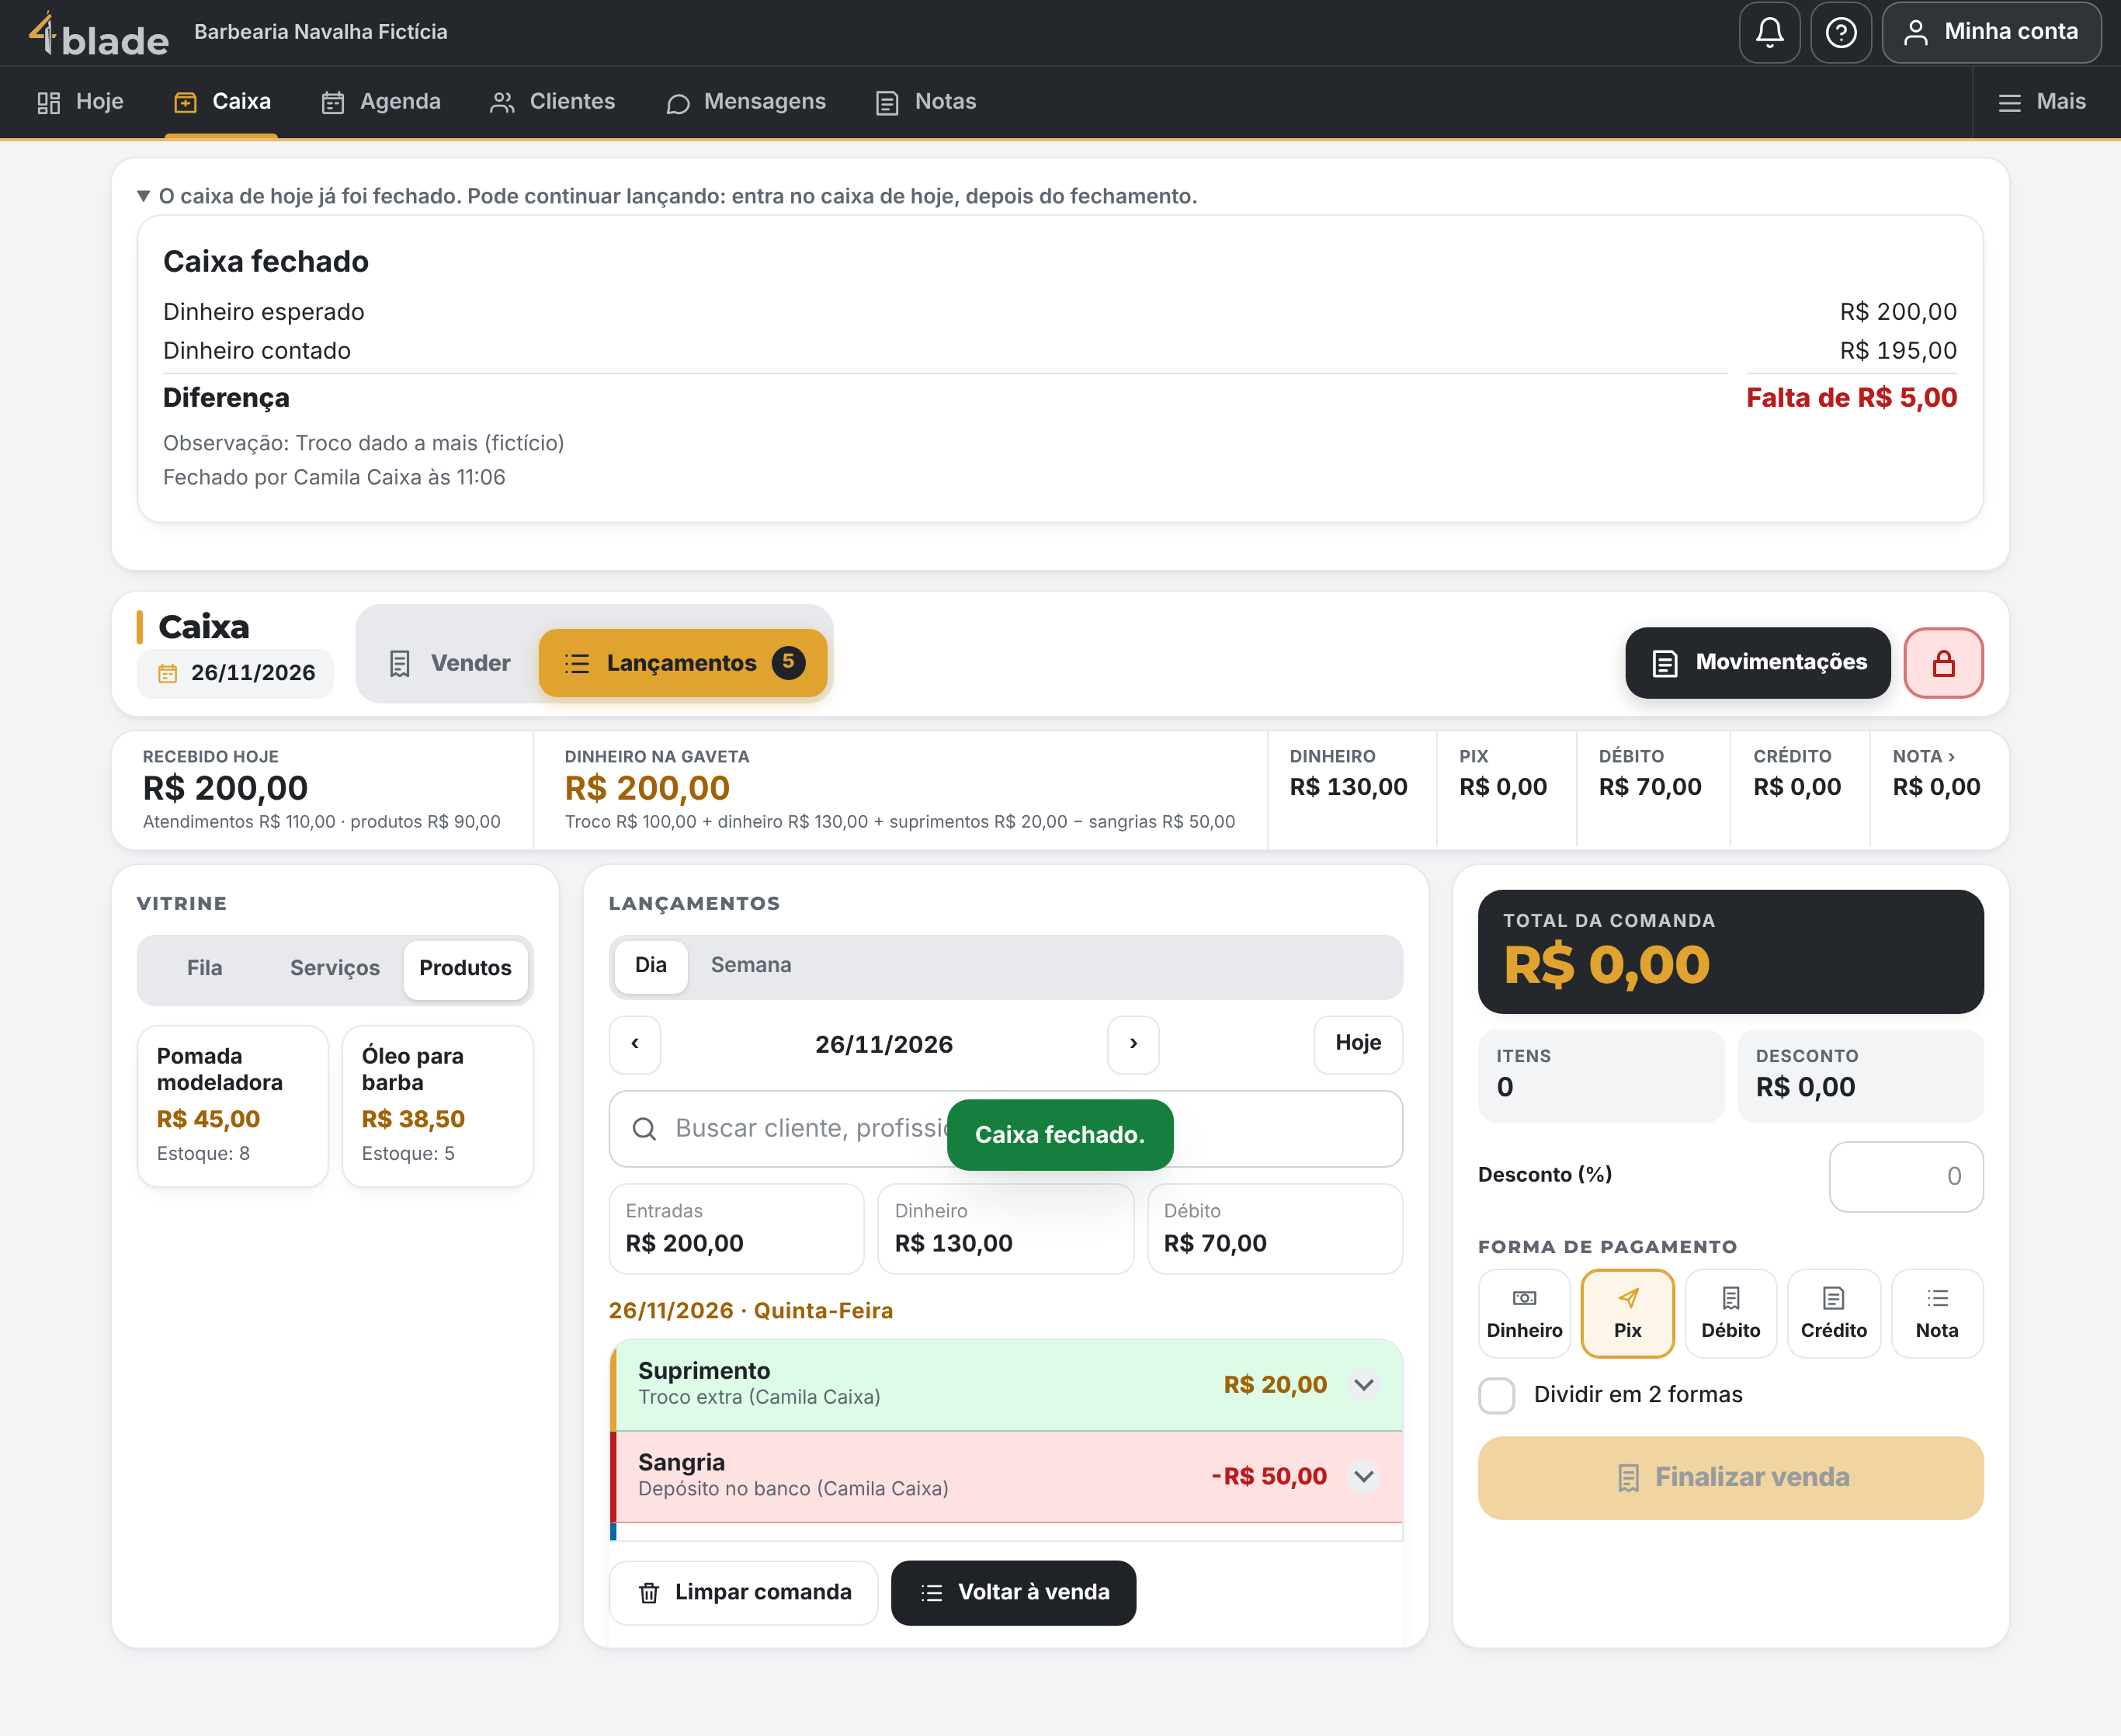 4blade
Barbearia Navalha Fictícia
Minha conta
Hoje
Caixa
Agenda
Clientes
Mensagens
Notas
Mais
▼ O caixa de hoje já foi fechado. Pode continuar lançando: entra no caixa de hoje, depois do fechamento.
Caixa fechado
Dinheiro esperado R$ 200,00
Dinheiro contado R$ 195,00
Diferença Falta de R$ 5,00
Observação: Troco dado a mais (fictício)
Fechado por Camila Caixa às 11:06
Caixa
26/11/2026
Vender
Lançamentos 5
Movimentações
RECEBIDO HOJE
R$ 200,00
Atendimentos R$ 110,00 · produtos R$ 90,00
DINHEIRO NA GAVETA
R$ 200,00
Troco R$ 100,00 + dinheiro R$ 130,00 + suprimentos R$ 20,00 − sangrias R$ 50,00
DINHEIRO
R$ 130,00
PIX
R$ 0,00
DÉBITO
R$ 70,00
CRÉDITO
R$ 0,00
NOTA ›
R$ 0,00
VITRINE
Fila
Serviços
Produtos
Pomada
modeladora
R$ 45,00
Estoque: 8
Óleo para
barba
R$ 38,50
Estoque: 5
LANÇAMENTOS
Dia
Semana
‹
26/11/2026
›
Hoje
Buscar cliente,
Caixa fechado.
Entradas
R$ 200,00
Dinheiro
R$ 130,00
Débito
R$ 70,00
26/11/2026 · Quinta-Feira
Suprimento
Troco extra (Camila Caixa)
R$ 20,00
Sangria
Depósito no banco (Camila Caixa)
-R$ 50,00
Limpar comanda
Voltar à venda
TOTAL DA COMANDA
R$ 0,00
ITENS
0
DESCONTO
R$ 0,00
Desconto (%)
0
FORMA DE PAGAMENTO
Dinheiro
Pix
Débito
Crédito
Nota
Dividir em 2 formas
Finalizar venda